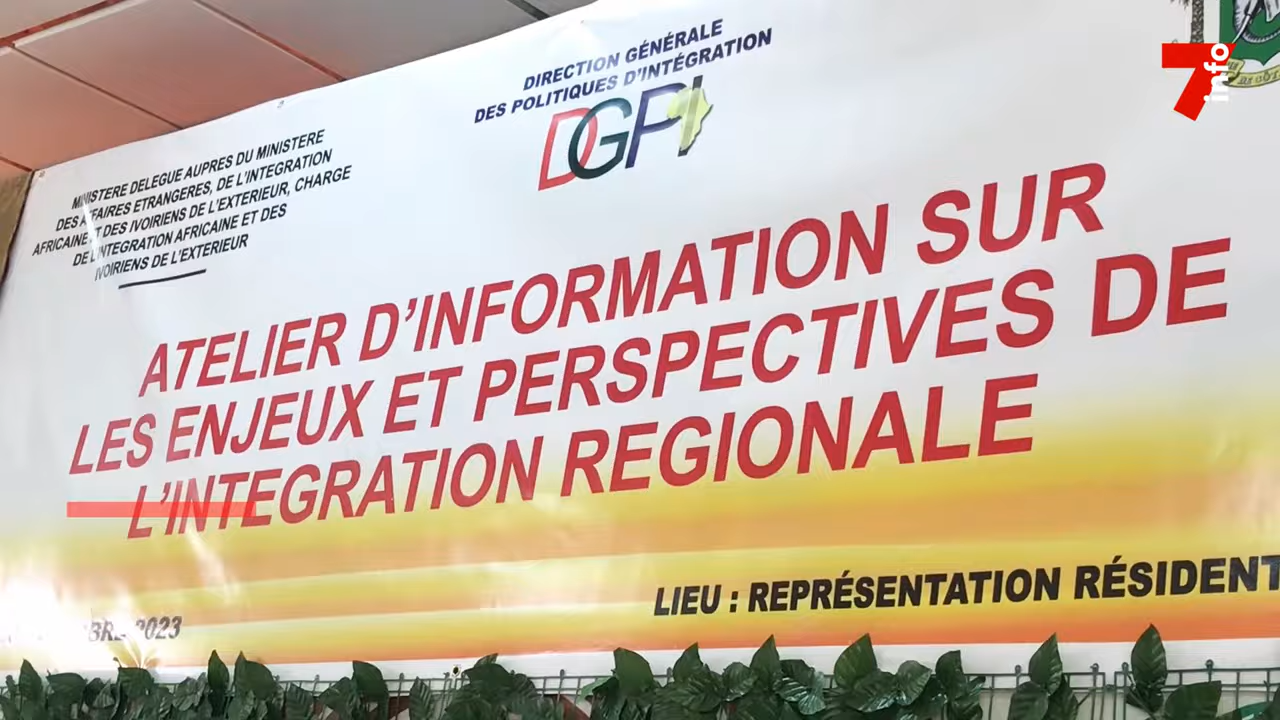 MINISTERE DELEGUE AUPRES DU MINISTERE
DES AFFAIRES ETRANGERES, DE L'INTEGRATION
AFRICAINE ET DES IVOIRIENS DE L'EXTERIEUR, CHARGE
DE L'INTEGRATION AFRICAINE ET DES
IVOIRIENS DE L'EXTERIEUR
DIRECTION GÉNÉRALE
DES POLITIQUES D'INTÉGRATION
DGPI
7info
ATELIER D'INFORMATION SUR
LES ENJEUX ET PERSPECTIVES DE
L'INTEGRATION REGIONALE
LIEU : REPRÉSENTATION RÉSIDENT
2023